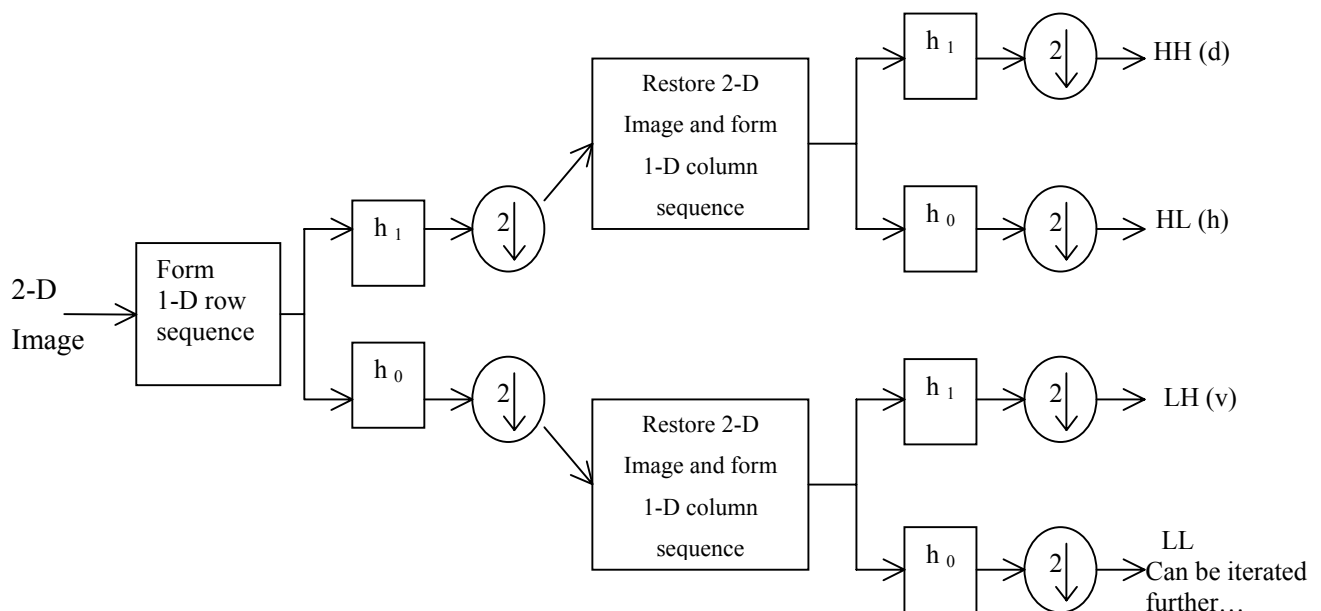 2-D
Image
Form
1-D row
sequence
h 1
2
h 0
2
Restore 2-D
Image and form
1-D column
sequence
h 1
2
HH (d)
h 0
2
HL (h)
Restore 2-D
Image and form
1-D column
sequence
h 1
2
LH (v)
h 0
2
LL
Can be iterated
further…